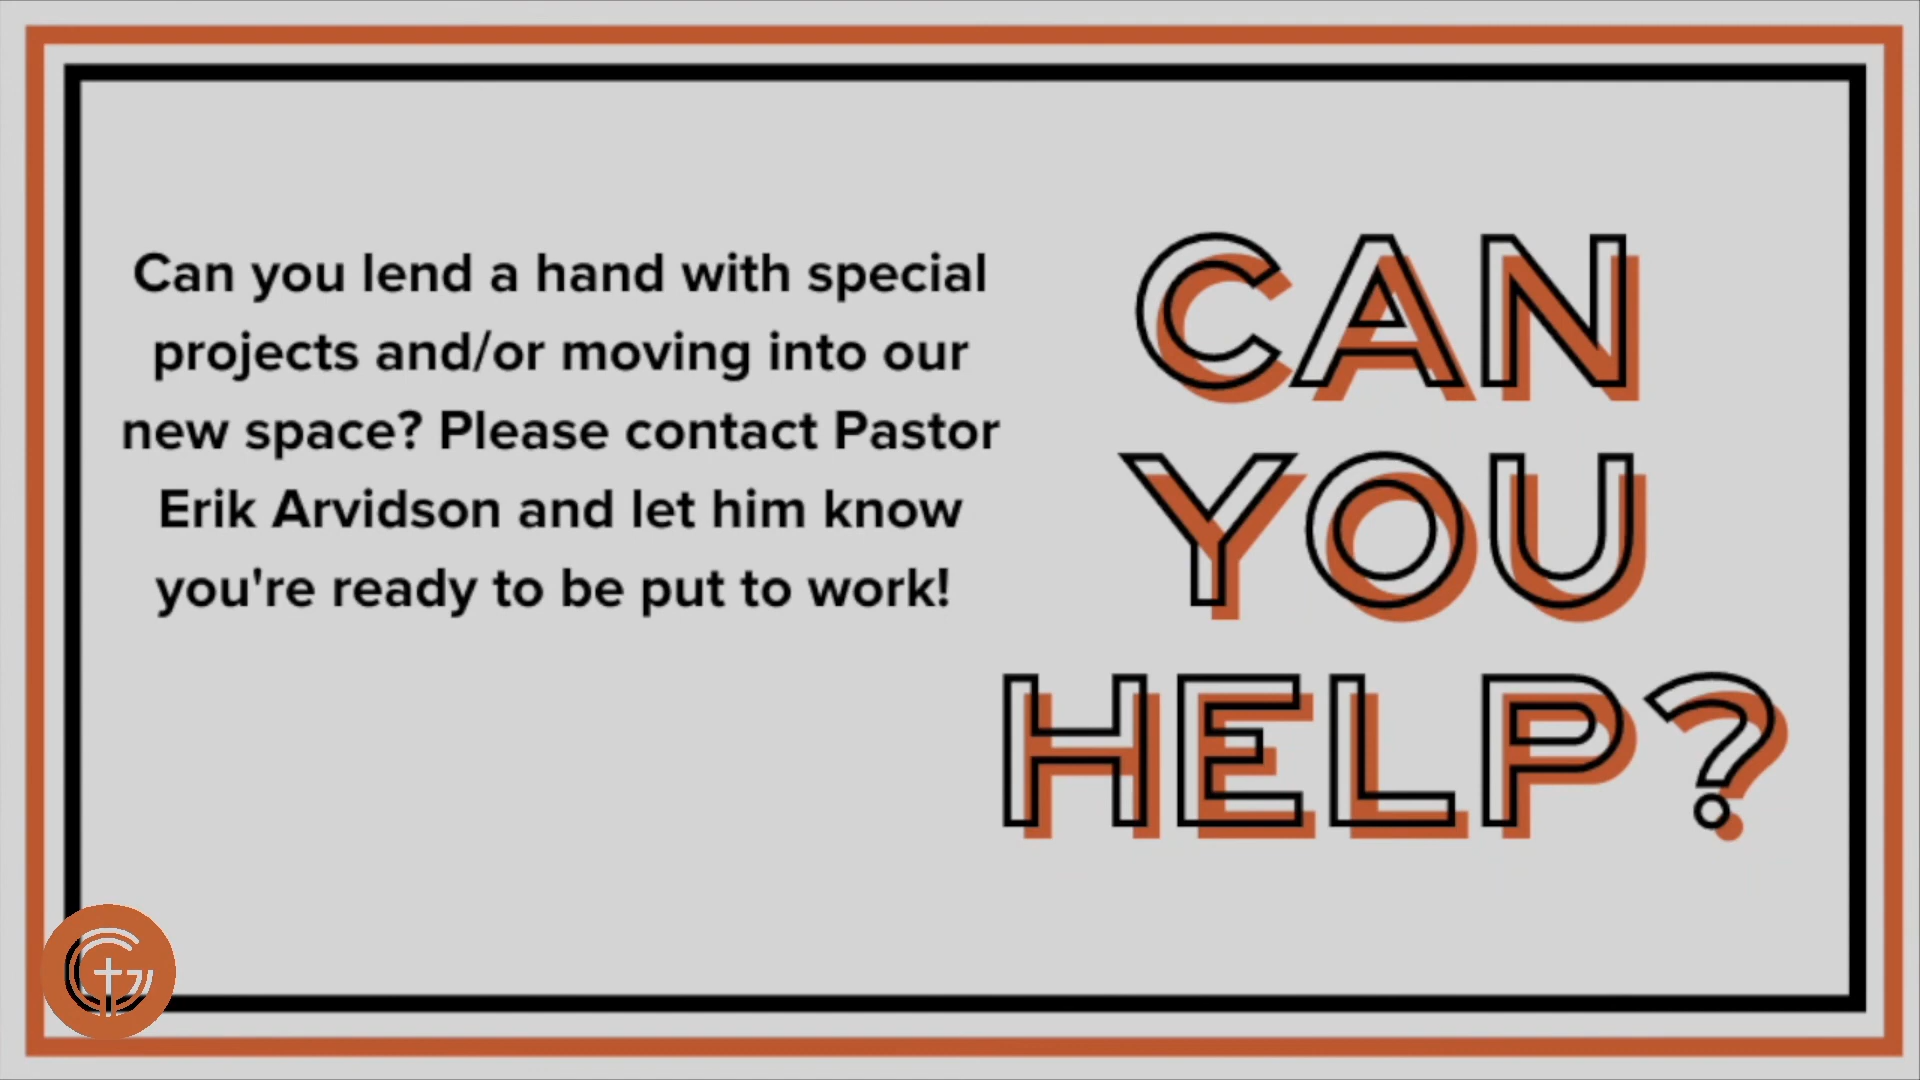 Can you lend a hand with special
projects and/or moving into our
new space? Please contact Pastor
Erik Arvidson and let him know
you're ready to be put to work!
CAN
YOU
HELP?